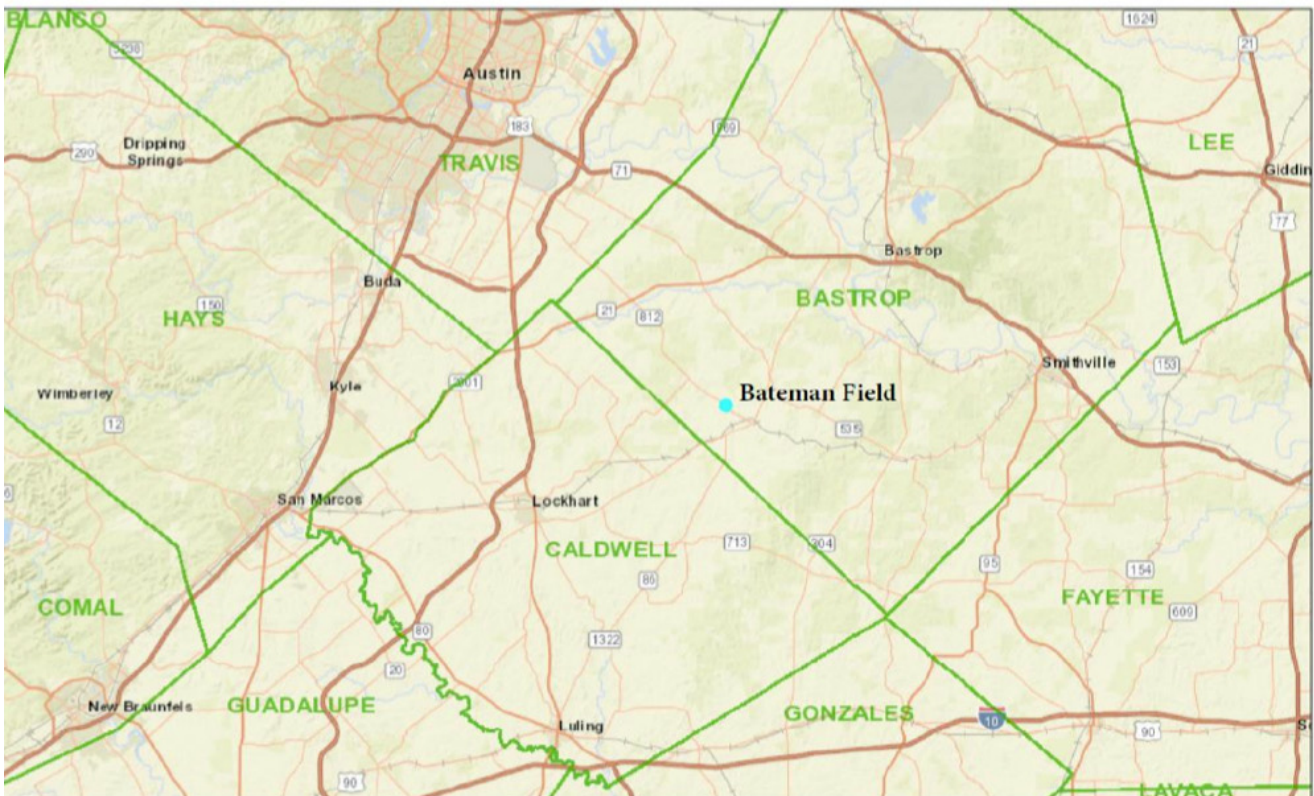 BLANCO
1624
3238
21
Austin
183
269
Dripping
Springs
290
TRAVIS
LEE
71
Giddin
77
Bastrop
Buda
BASTROP
150
HAYS
21
812
Smithville
153
Kyle
2001
Wimberley
Bateman Field
12
535
San Marcos
Lockhart
CALDWELL
713
304
95
154
86
FAYETTE
COMAL
609
80
1322
20
New Braunfels
GUADALUPE
GONZALES
10
Luling
90
90
LAVACA